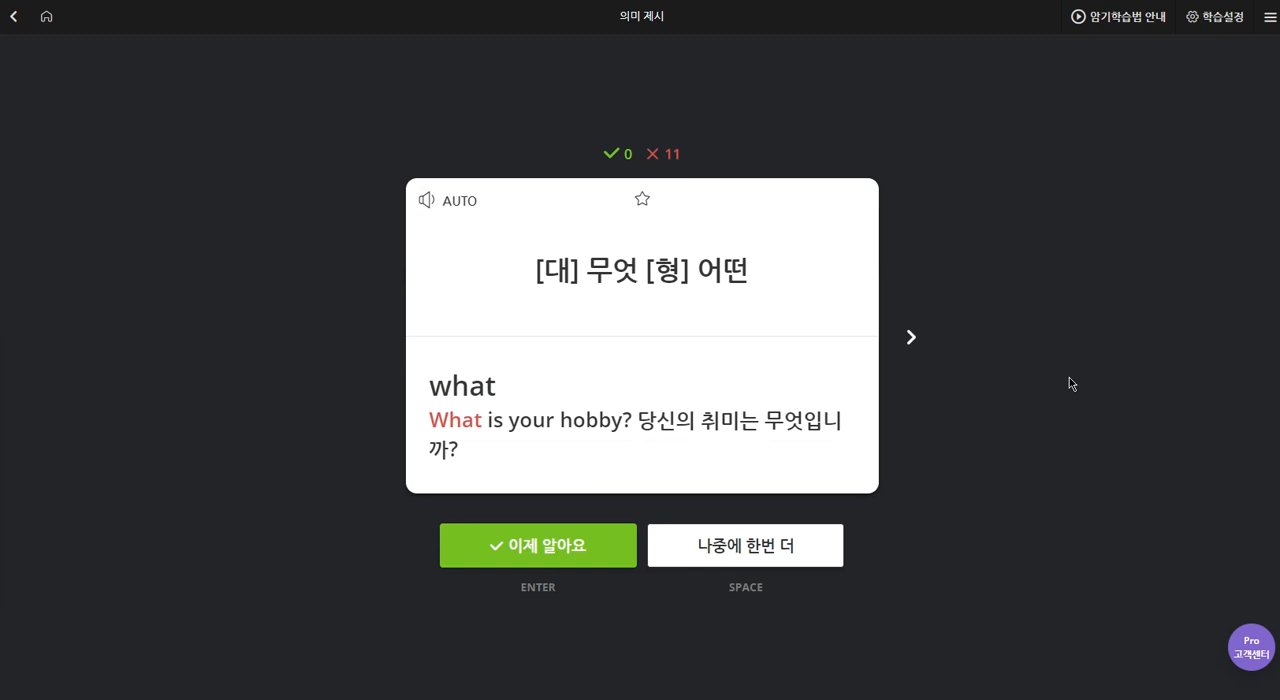 의미 제시
암기학습법 안내
학습설정
0 11
AUTO
[대] 무엇 [형] 어떤
what
What is your hobby? 당신의 취미는 무엇입니
까?
이제 알아요
나중에 한번 더
ENTER
SPACE
Pro
고객센터